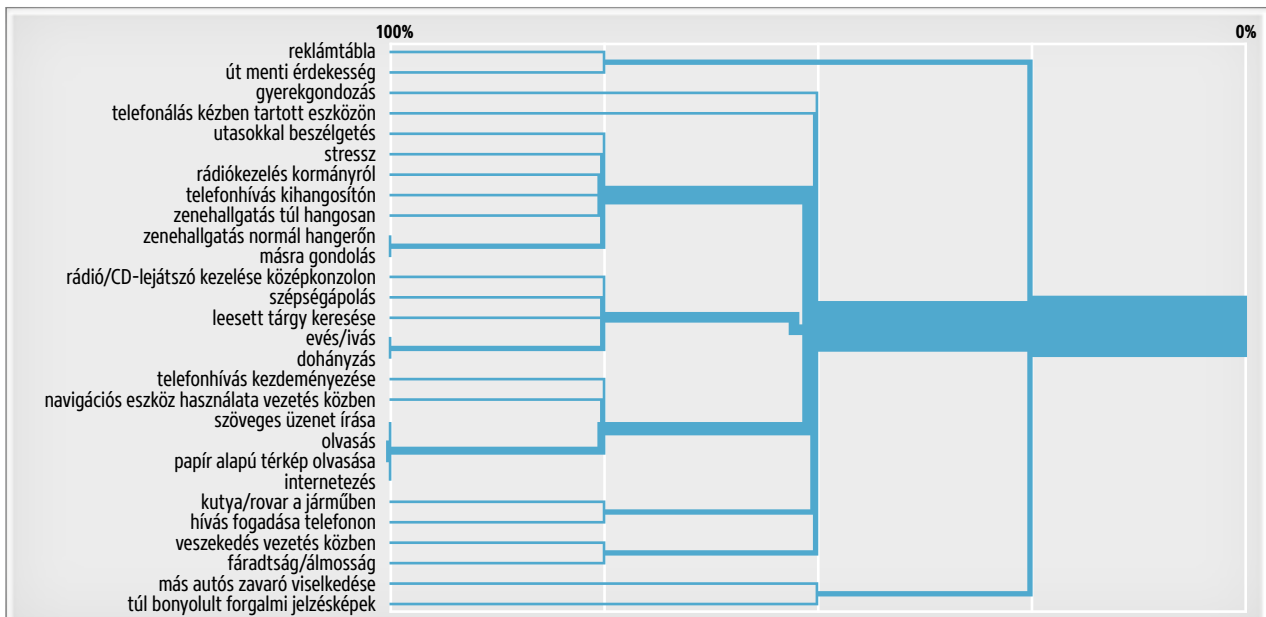 100% 0%
reklámtábla
út menti érdekesség
gyerekgondozás
telefonálás kézben tartott eszközön
utasokkal beszélgetés
stressz
rádiókezelés kormányról
telefonhívás kihangosítón
zenehallgatás túl hangosan
zenehallgatás normál hangerőn
másra gondolás
rádió/CD-lejátszó kezelése középkonzolon
szépségápolás
leesett tárgy keresése
evés/ivás
dohányzás
telefonhívás kezdeményezése
navigációs eszköz használata vezetés közben
szöveges üzenet írása
olvasás
papír alapú térkép olvasása
internetezés
kutya/rovar a járműben
hívás fogadása telefonon
veszekedés vezetés közben
fáradtság/álmosság
más autós zavaró viselkedése
túl bonyolult forgalmi jelzésképek